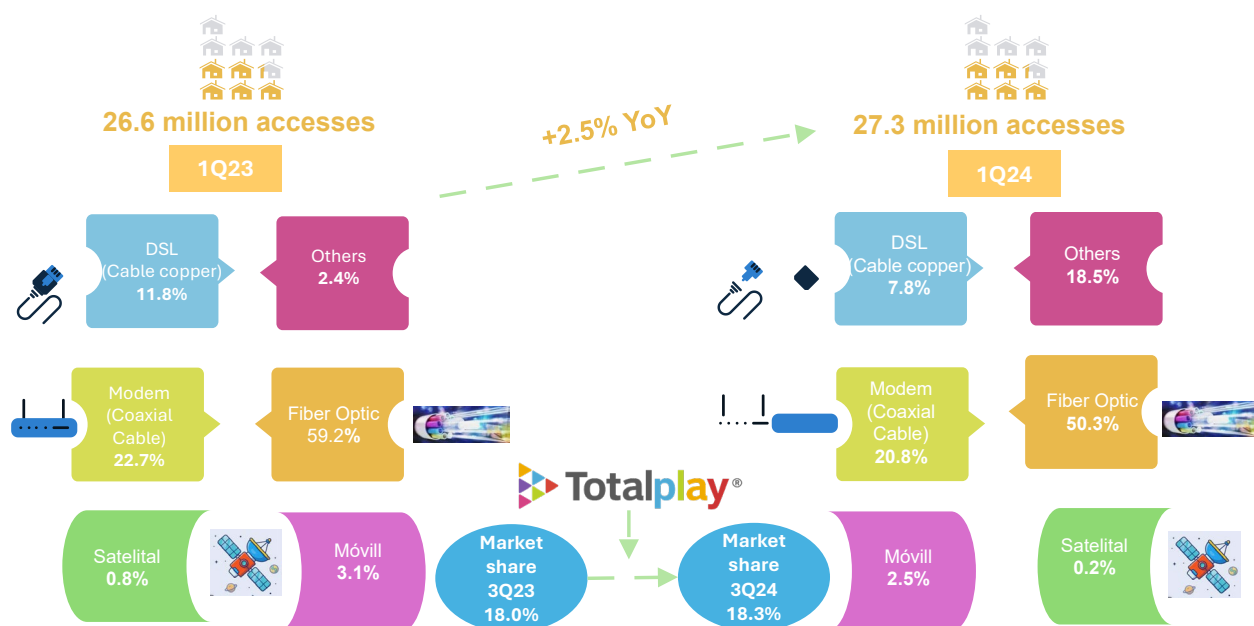 26.6 million accesses
1Q23
+2.5% YoY
27.3 million accesses
1Q24
DSL
(Cable copper)
11.8%
Others
2.4%
DSL
(Cable copper)
7.8%
Others
18.5%
Modem
(Coaxial
Cable)
22.7%
Fiber Optic
59.2%
Modem
(Coaxial
Cable)
20.8%
Fiber Optic
50.3%
Totalplay®
Satelital
0.8%
Móvill
3.1%
Market
share
3Q23
18.0%
Market
share
3Q24
18.3%
Móvill
2.5%
Satelital
0.2%